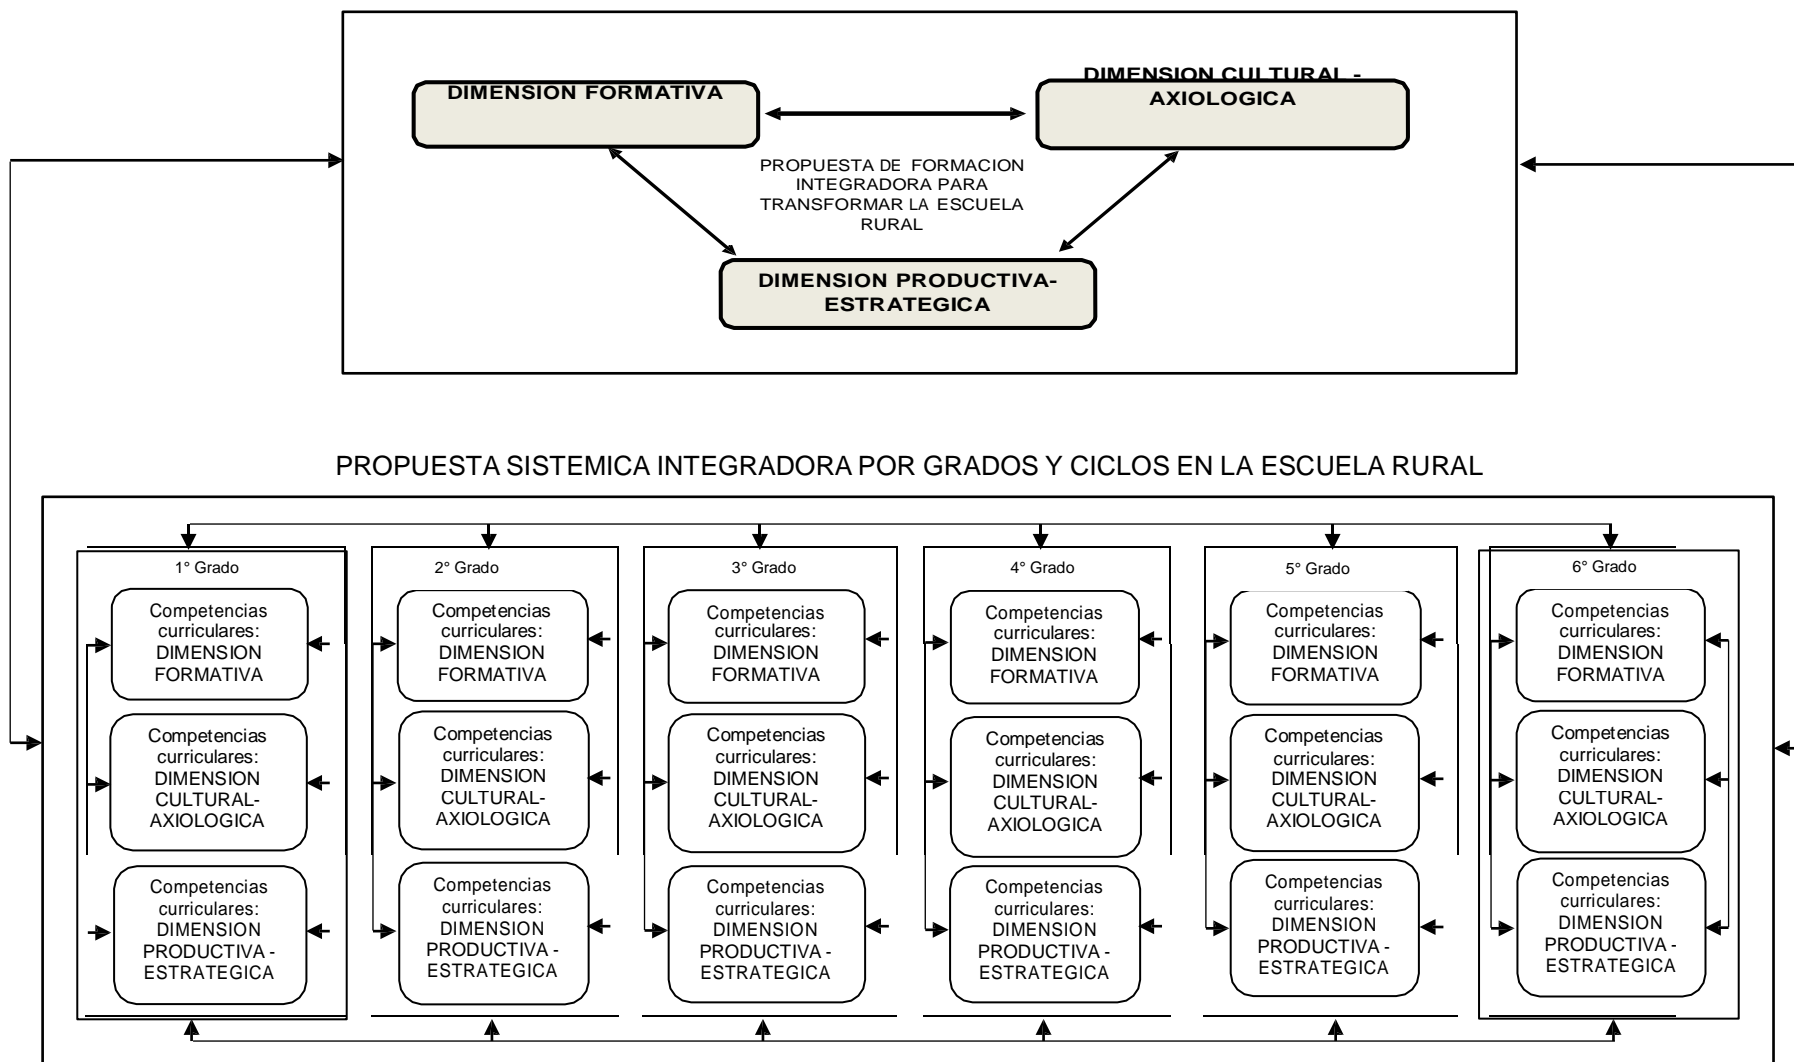 DIMENSION FORMATIVA
DIMENSION CULTURAL -
AXIOLOGICA
PROPUESTA DE FORMACION
INTEGRADORA PARA
TRANSFORMAR LA ESCUELA
RURAL
DIMENSION PRODUCTIVA-
ESTRATEGICA
PROPUESTA SISTEMICA INTEGRADORA POR GRADOS Y CICLOS EN LA ESCUELA RURAL
1° Grado
Competencias
curriculares:
DIMENSION
FORMATIVA
Competencias
curriculares:
DIMENSION
CULTURAL-
AXIOLOGICA
Competencias
curriculares:
DIMENSION
PRODUCTIVA -
ESTRATEGICA
2° Grado
Competencias
curriculares:
DIMENSION
FORMATIVA
Competencias
curriculares:
DIMENSION
CULTURAL-
AXIOLOGICA
Competencias
curriculares:
DIMENSION
PRODUCTIVA -
ESTRATEGICA
3° Grado
Competencias
curriculares:
DIMENSION
FORMATIVA
Competencias
curriculares:
DIMENSION
CULTURAL-
AXIOLOGICA
Competencias
curriculares:
DIMENSION
PRODUCTIVA -
ESTRATEGICA
4° Grado
Competencias
curriculares:
DIMENSION
FORMATIVA
Competencias
curriculares:
DIMENSION
CULTURAL-
AXIOLOGICA
Competencias
curriculares:
DIMENSION
PRODUCTIVA -
ESTRATEGICA
5° Grado
Competencias
curriculares:
DIMENSION
FORMATIVA
Competencias
curriculares:
DIMENSION
CULTURAL-
AXIOLOGICA
Competencias
curriculares:
DIMENSION
PRODUCTIVA -
ESTRATEGICA
6° Grado
Competencias
curriculares:
DIMENSION
FORMATIVA
Competencias
curriculares:
DIMENSION
CULTURAL-
AXIOLOGICA
Competencias
curriculares:
DIMENSION
PRODUCTIVA -
ESTRATEGICA